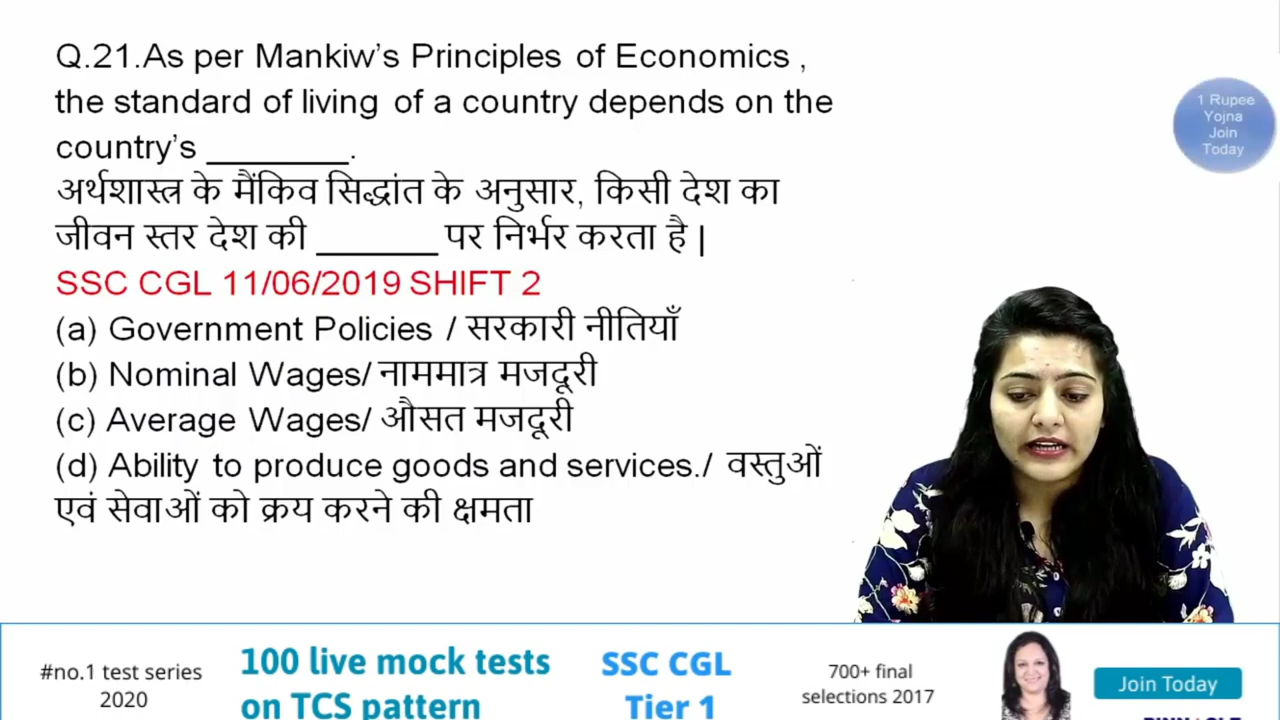 Q.21.As per Mankiw's Principles of Economics ,
the standard of living of a country depends on the
country's ________.
अर्थशास्त्र के मैंकिव सिद्धांत के अनुसार, किसी देश का
जीवन स्तर देश की _______ पर निर्भर करता है |
SSC CGL 11/06/2019 SHIFT 2
(a) Government Policies / सरकारी नीतियाँ
(b) Nominal Wages/ नाममात्र मजदूरी
(c) Average Wages/ औसत मजदूरी
(d) Ability to produce goods and services./ वस्तुओं
एवं सेवाओं को क्रय करने की क्षमता
1 Rupee
Yojna
Join
Today
#no.1 test series
2020
100 live mock tests
on TCS pattern
SSC CGL
Tier 1
700+ final
selections 2017
Join Today